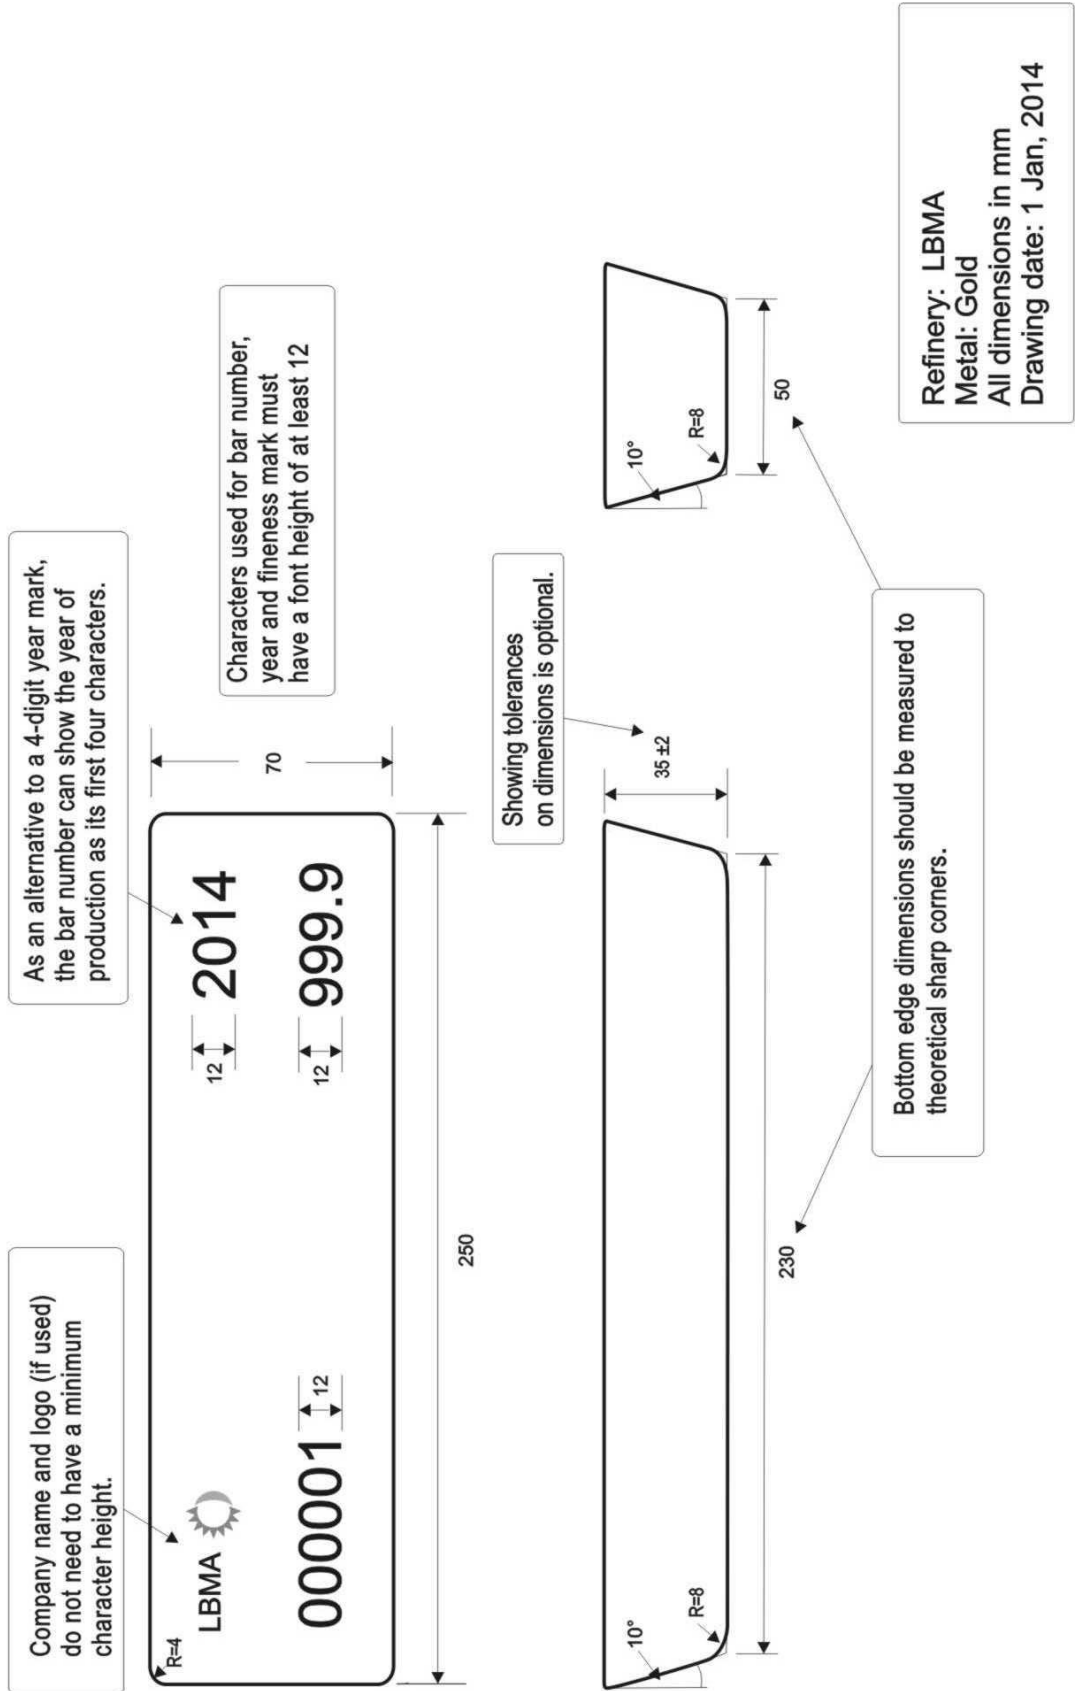 Company name and logo (if used)
do not need to have a minimum
character height.
As an alternative to a 4-digit year mark,
the bar number can show the year of
production as its first four characters.
R=4
LBMA
000001
12
12
2014
12
999.9
70
250
Characters used for bar number,
year and fineness mark must
have a font height of at least 12
Showing tolerances
on dimensions is optional.
10°
R=8
35 ±2
230
10°
R=8
50
Bottom edge dimensions should be measured to
theoretical sharp corners.
Refinery: LBMA
Metal: Gold
All dimensions in mm
Drawing date: 1 Jan, 2014